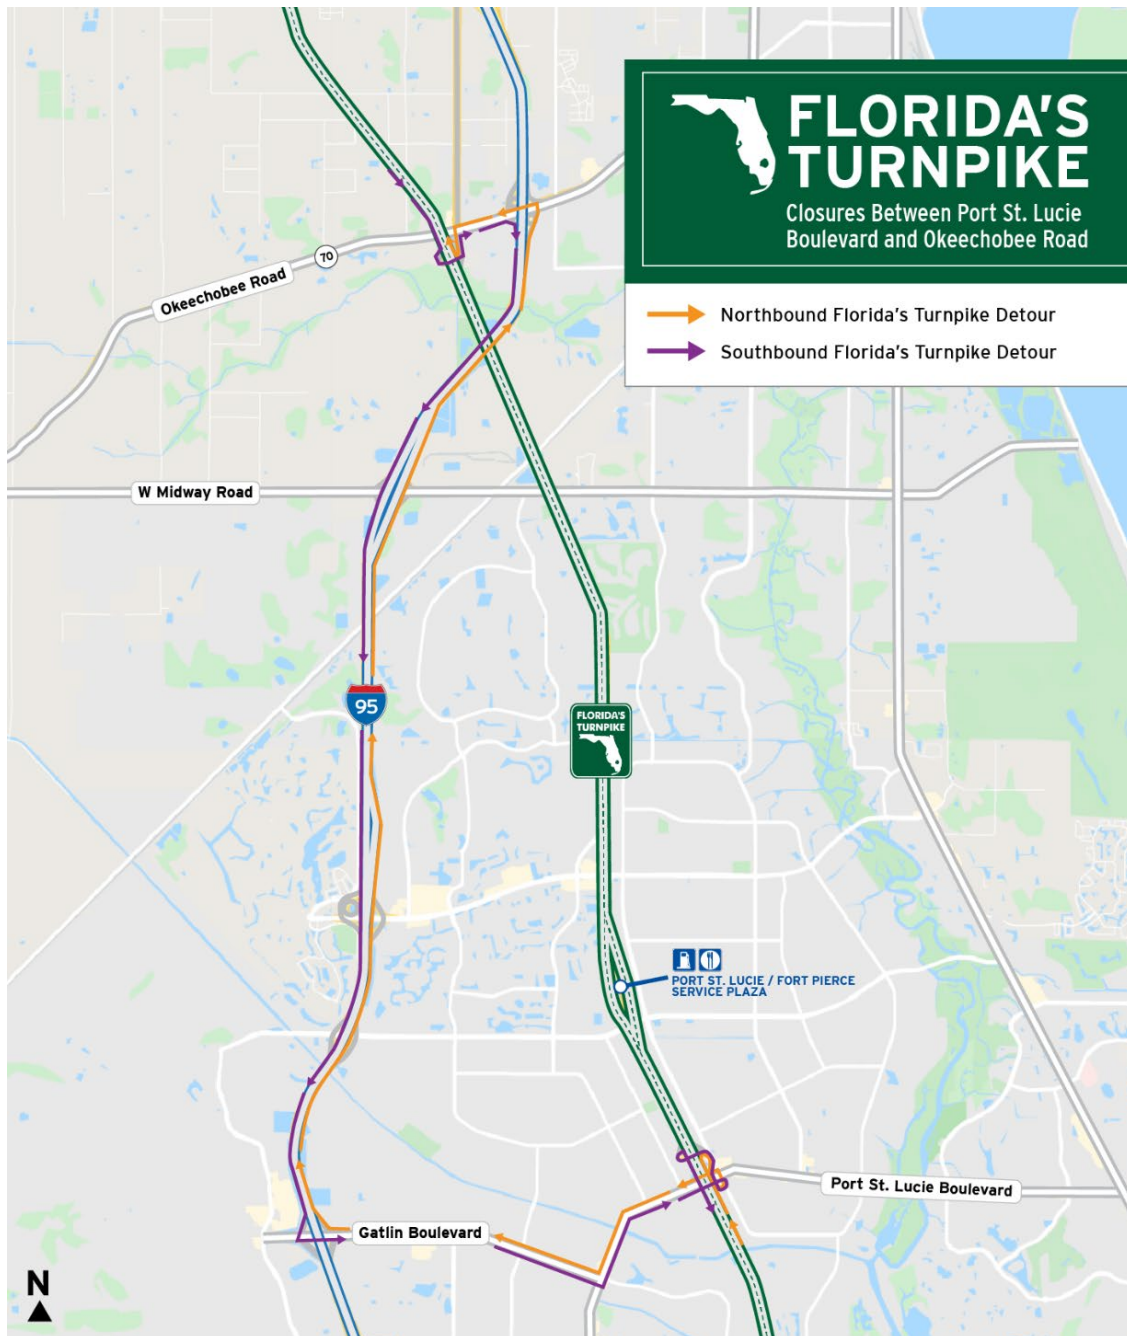 FLORIDA'S
TURNPIKE
Closures Between Port St. Lucie
Boulevard and Okeechobee Road
Northbound Florida's Turnpike Detour
Southbound Florida's Turnpike Detour
70
Okeechobee Road
W Midway Road
95
FLORIDA'S
TURNPIKE
PORT ST. LUCIE / FORT PIERCE
SERVICE PLAZA
Port St. Lucie Boulevard
Gatlin Boulevard
N